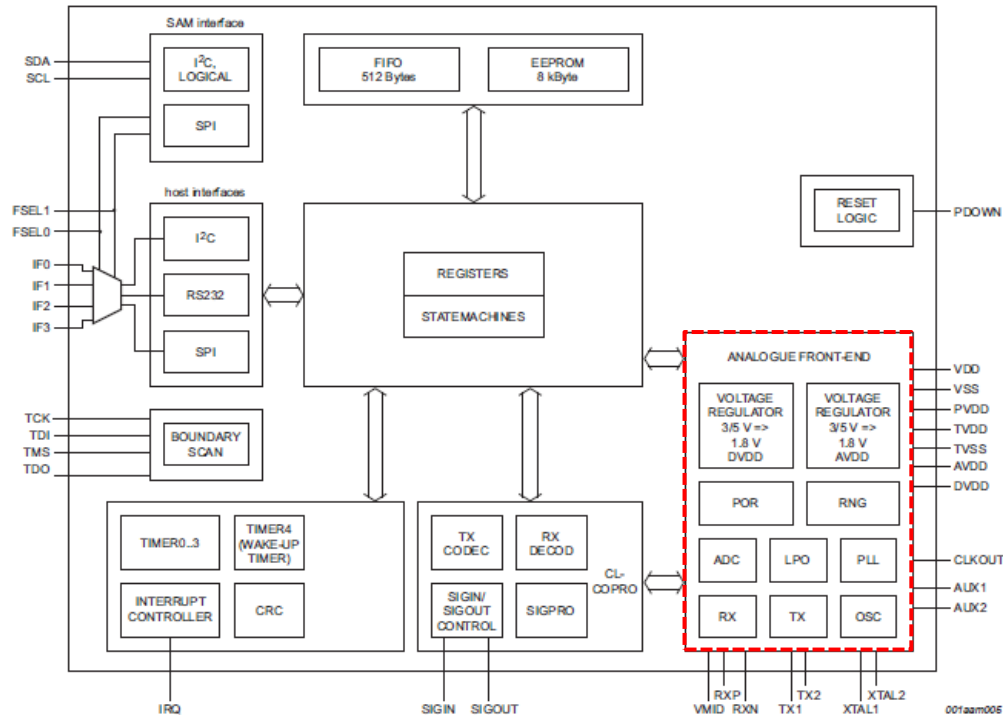 SAM interface
SDA
SCL
I²C,
LOGICAL
SPI
FIFO
512 Bytes
EEPROM
8 kByte
host interfaces
FSEL1
FSEL0
IF0
IF1
IF2
IF3
I²C
RS232
SPI
REGISTERS
STATEMACHINES
RESET
LOGIC
PDOWN
TCK
TDI
TMS
TDO
BOUNDARY
SCAN
ANALOGUE FRONT-END
VOLTAGE
REGULATOR
3/5 V =>
1.8 V
DVDD
VOLTAGE
REGULATOR
3/5 V =>
1.8 V
AVDD
POR
RNG
ADC
LPO
PLL
RX
TX
OSC
VDD
VSS
PVDD
TVDD
TVSS
AVDD
DVDD
CLKOUT
AUX1
AUX2
TIMER0..3
TIMER4
(WAKE-UP
TIMER)
INTERRUPT
CONTROLLER
CRC
TX
CODEC
RX
DECOD
SIGIN/
SIGOUT
CONTROL
SIGPRO
CL-
COPRO
IRQ
SIGIN
SIGOUT
VMID
RXP
RXN
TX1
TX2
XTAL1
XTAL2
001aam005